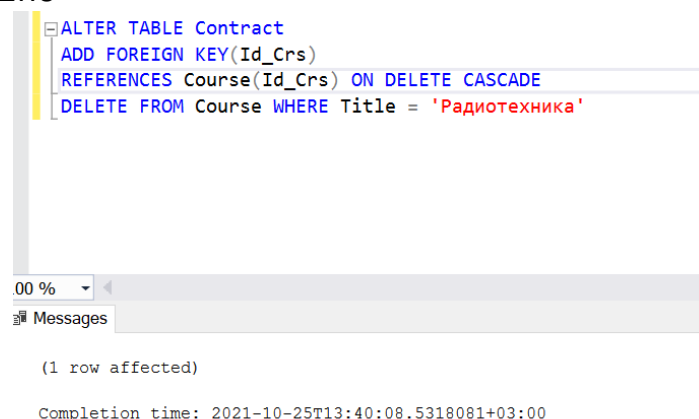 ALTER TABLE Contract
ADD FOREIGN KEY(Id_Crs)
REFERENCES Course(Id_Crs) ON DELETE CASCADE
DELETE FROM Course WHERE Title = 'Радиотехника'
.00 %
Messages
(1 row affected)
Completion time: 2021-10-25T13:40:08.5318081+03:00